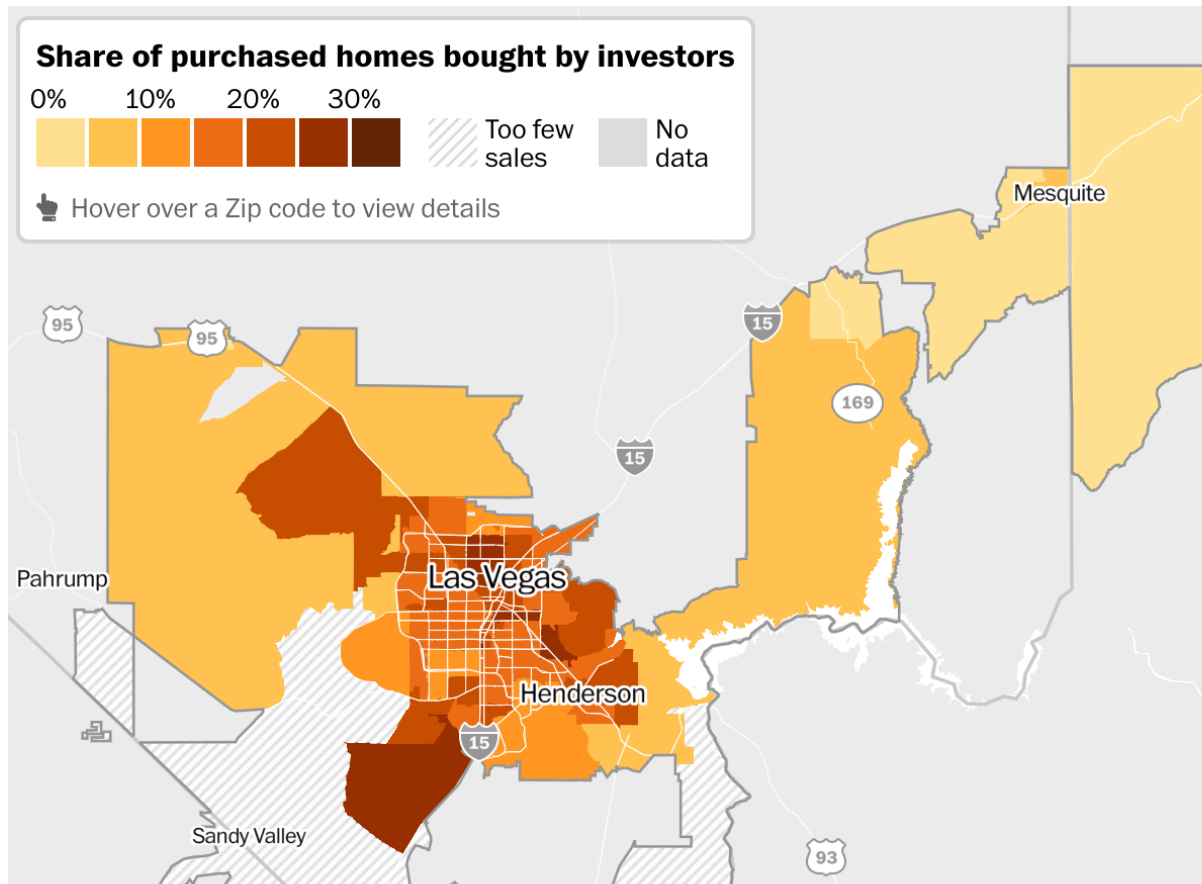 Share of purchased homes bought by investors
0% 10% 20% 30%
Too few
sales
No
data
Hover over a Zip code to view details
Mesquite
95
95
15
169
15
Pahrump
Las Vegas
Henderson
15
Sandy Valley
93